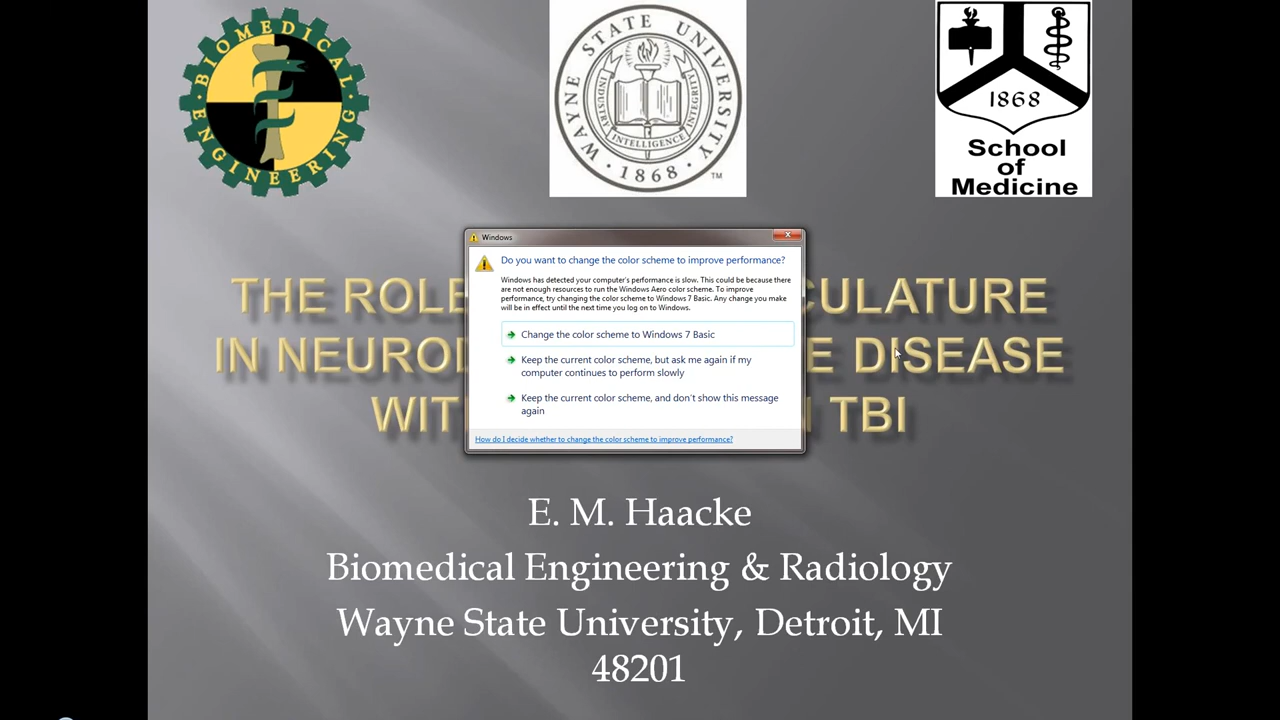 BIOMEDICAL ENGINEERING
WAYNE STATE UNIVERSITY
INDUSTRY INTELLIGENCE INTEGRITY
1868
TM
1868
School
of
Medicine
THE ROLE CULATURE
IN NEUROD E DISEASE
WIT N TBI
Windows
Do you want to change the color scheme to improve performance?
Windows has detected your computer's performance is slow. This could be because there
are not enough resources to run the Windows Aero color scheme. To improve
performance, try changing the color scheme to Windows 7 Basic. Any change you make
will be in effect until the next time you log on to Windows.
Change the color scheme to Windows 7 Basic
Keep the current color scheme, but ask me again if my
computer continues to perform slowly
Keep the current color scheme, and don't show this message
again
How do I decide whether to change the color scheme to improve performance?
E. M. Haacke
Biomedical Engineering & Radiology
Wayne State University, Detroit, MI
48201